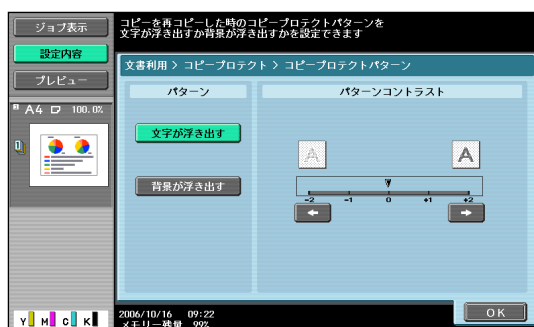 ジョブ表示
設定内容
プレビュー
A4 100.0%
コピーを再コピーした時のコピープロテクトパターンを
文字が浮き出すか背景が浮き出すかを設定できます
文書利用 > コピープロテクト > コピープロテクトパターン
パターン
文字が浮き出す
背景が浮き出す
パターンコントラスト
A A
-2 -1 0 +1 +2
Y M C K
2006/10/16 09:22
メモリー残量 99%
OK